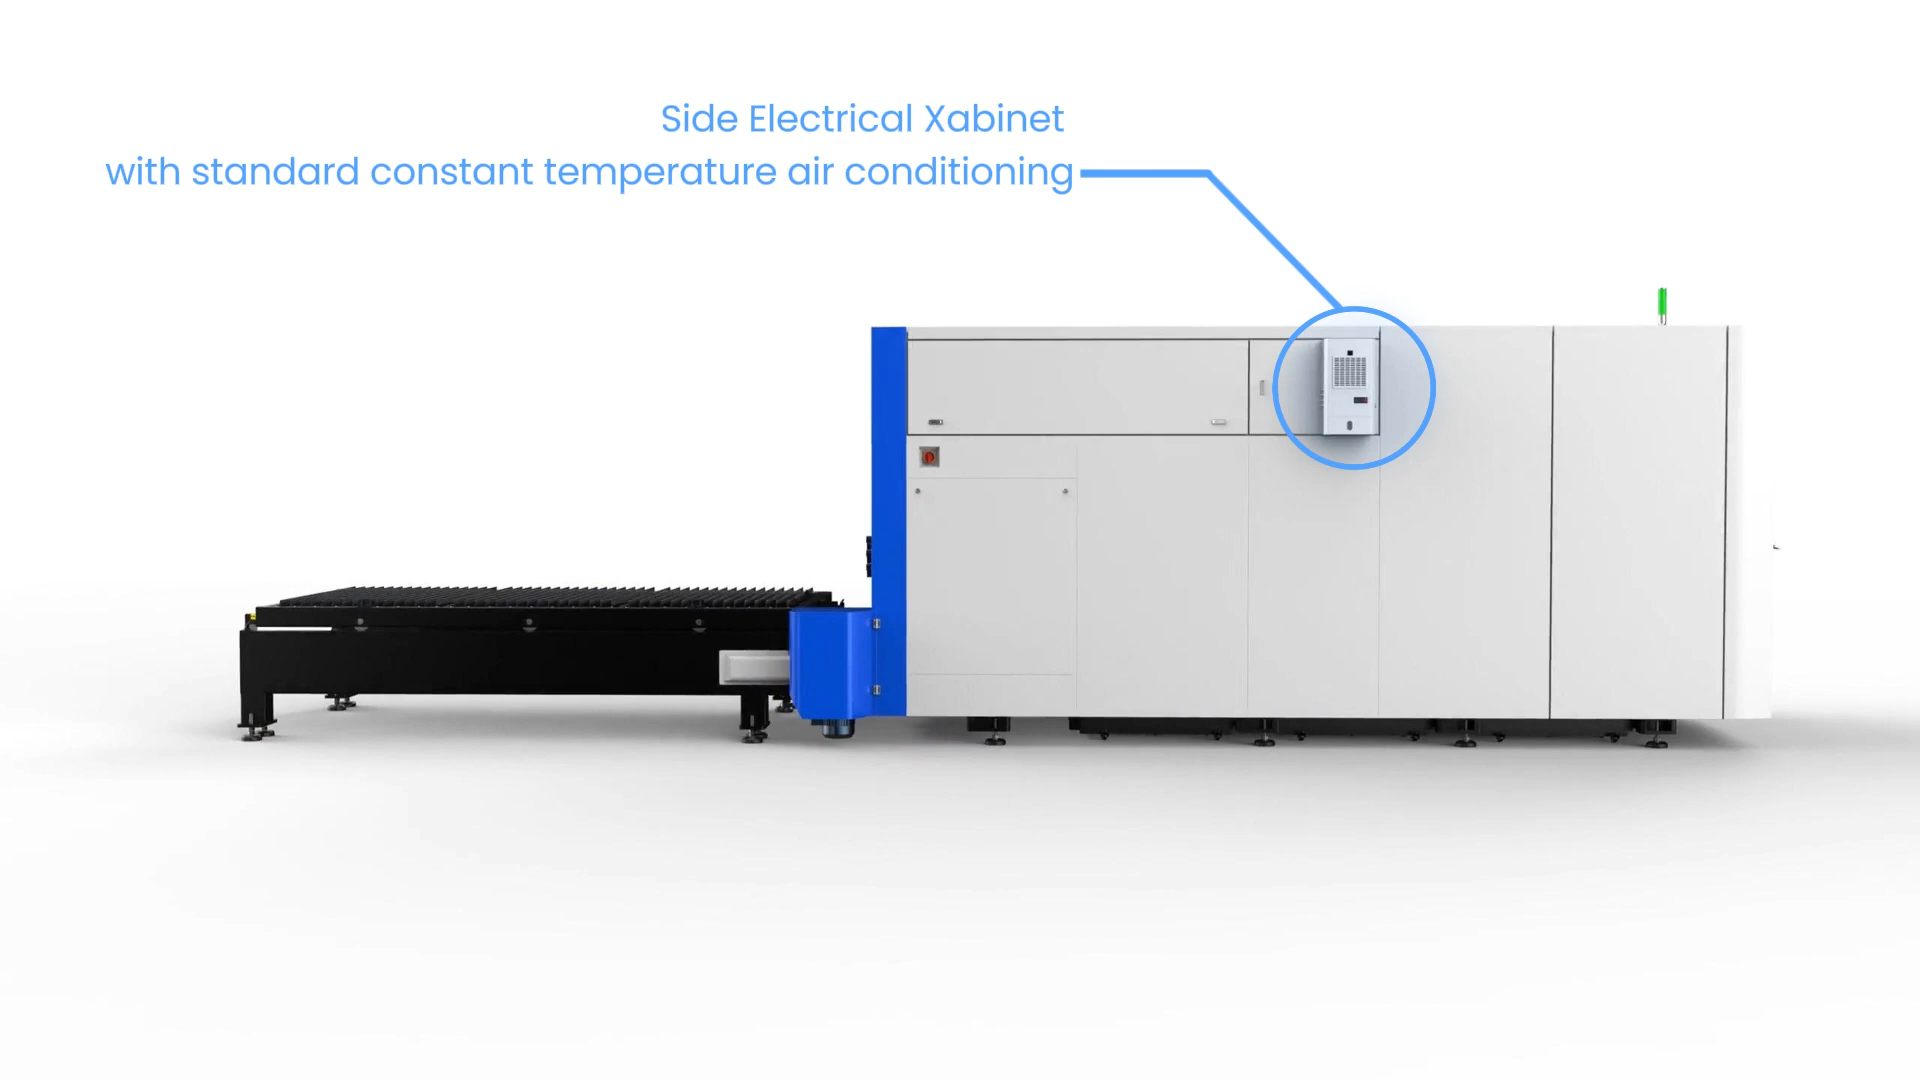 Side Electrical Xabinet
with standard constant temperature air conditioning